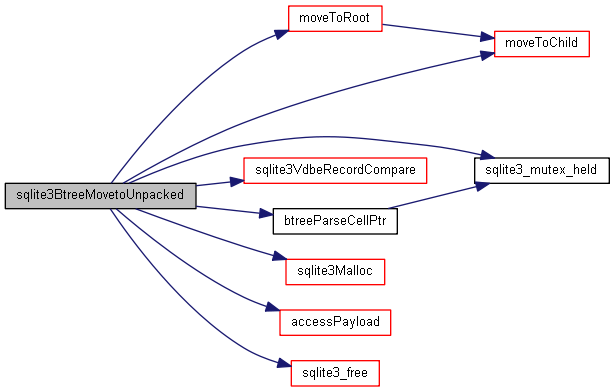 moveToRoot
moveToChild
sqlite3VdbeRecordCompare
sqlite3_mutex_held
sqlite3BtreeMovetoUnpacked
btreeParseCellPtr
sqlite3Malloc
accessPayload
sqlite3_free